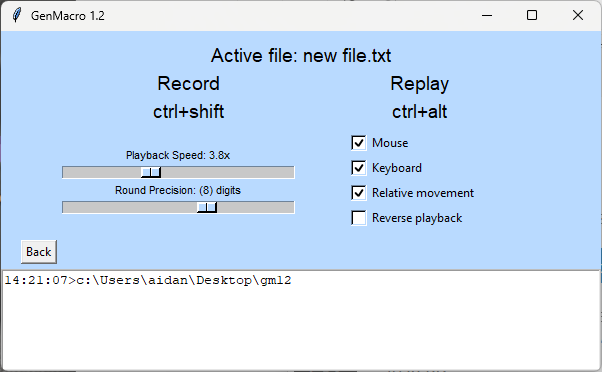 GenMacro 1.2
Active file: new file.txt
Record
Replay
ctrl+shift
ctrl+alt
Playback Speed: 3.8x
Round Precision: (8) digits
Mouse
Keyboard
Relative movement
Reverse playback
Back
14:21:07>c:\Users\aidan\Desktop\gm12